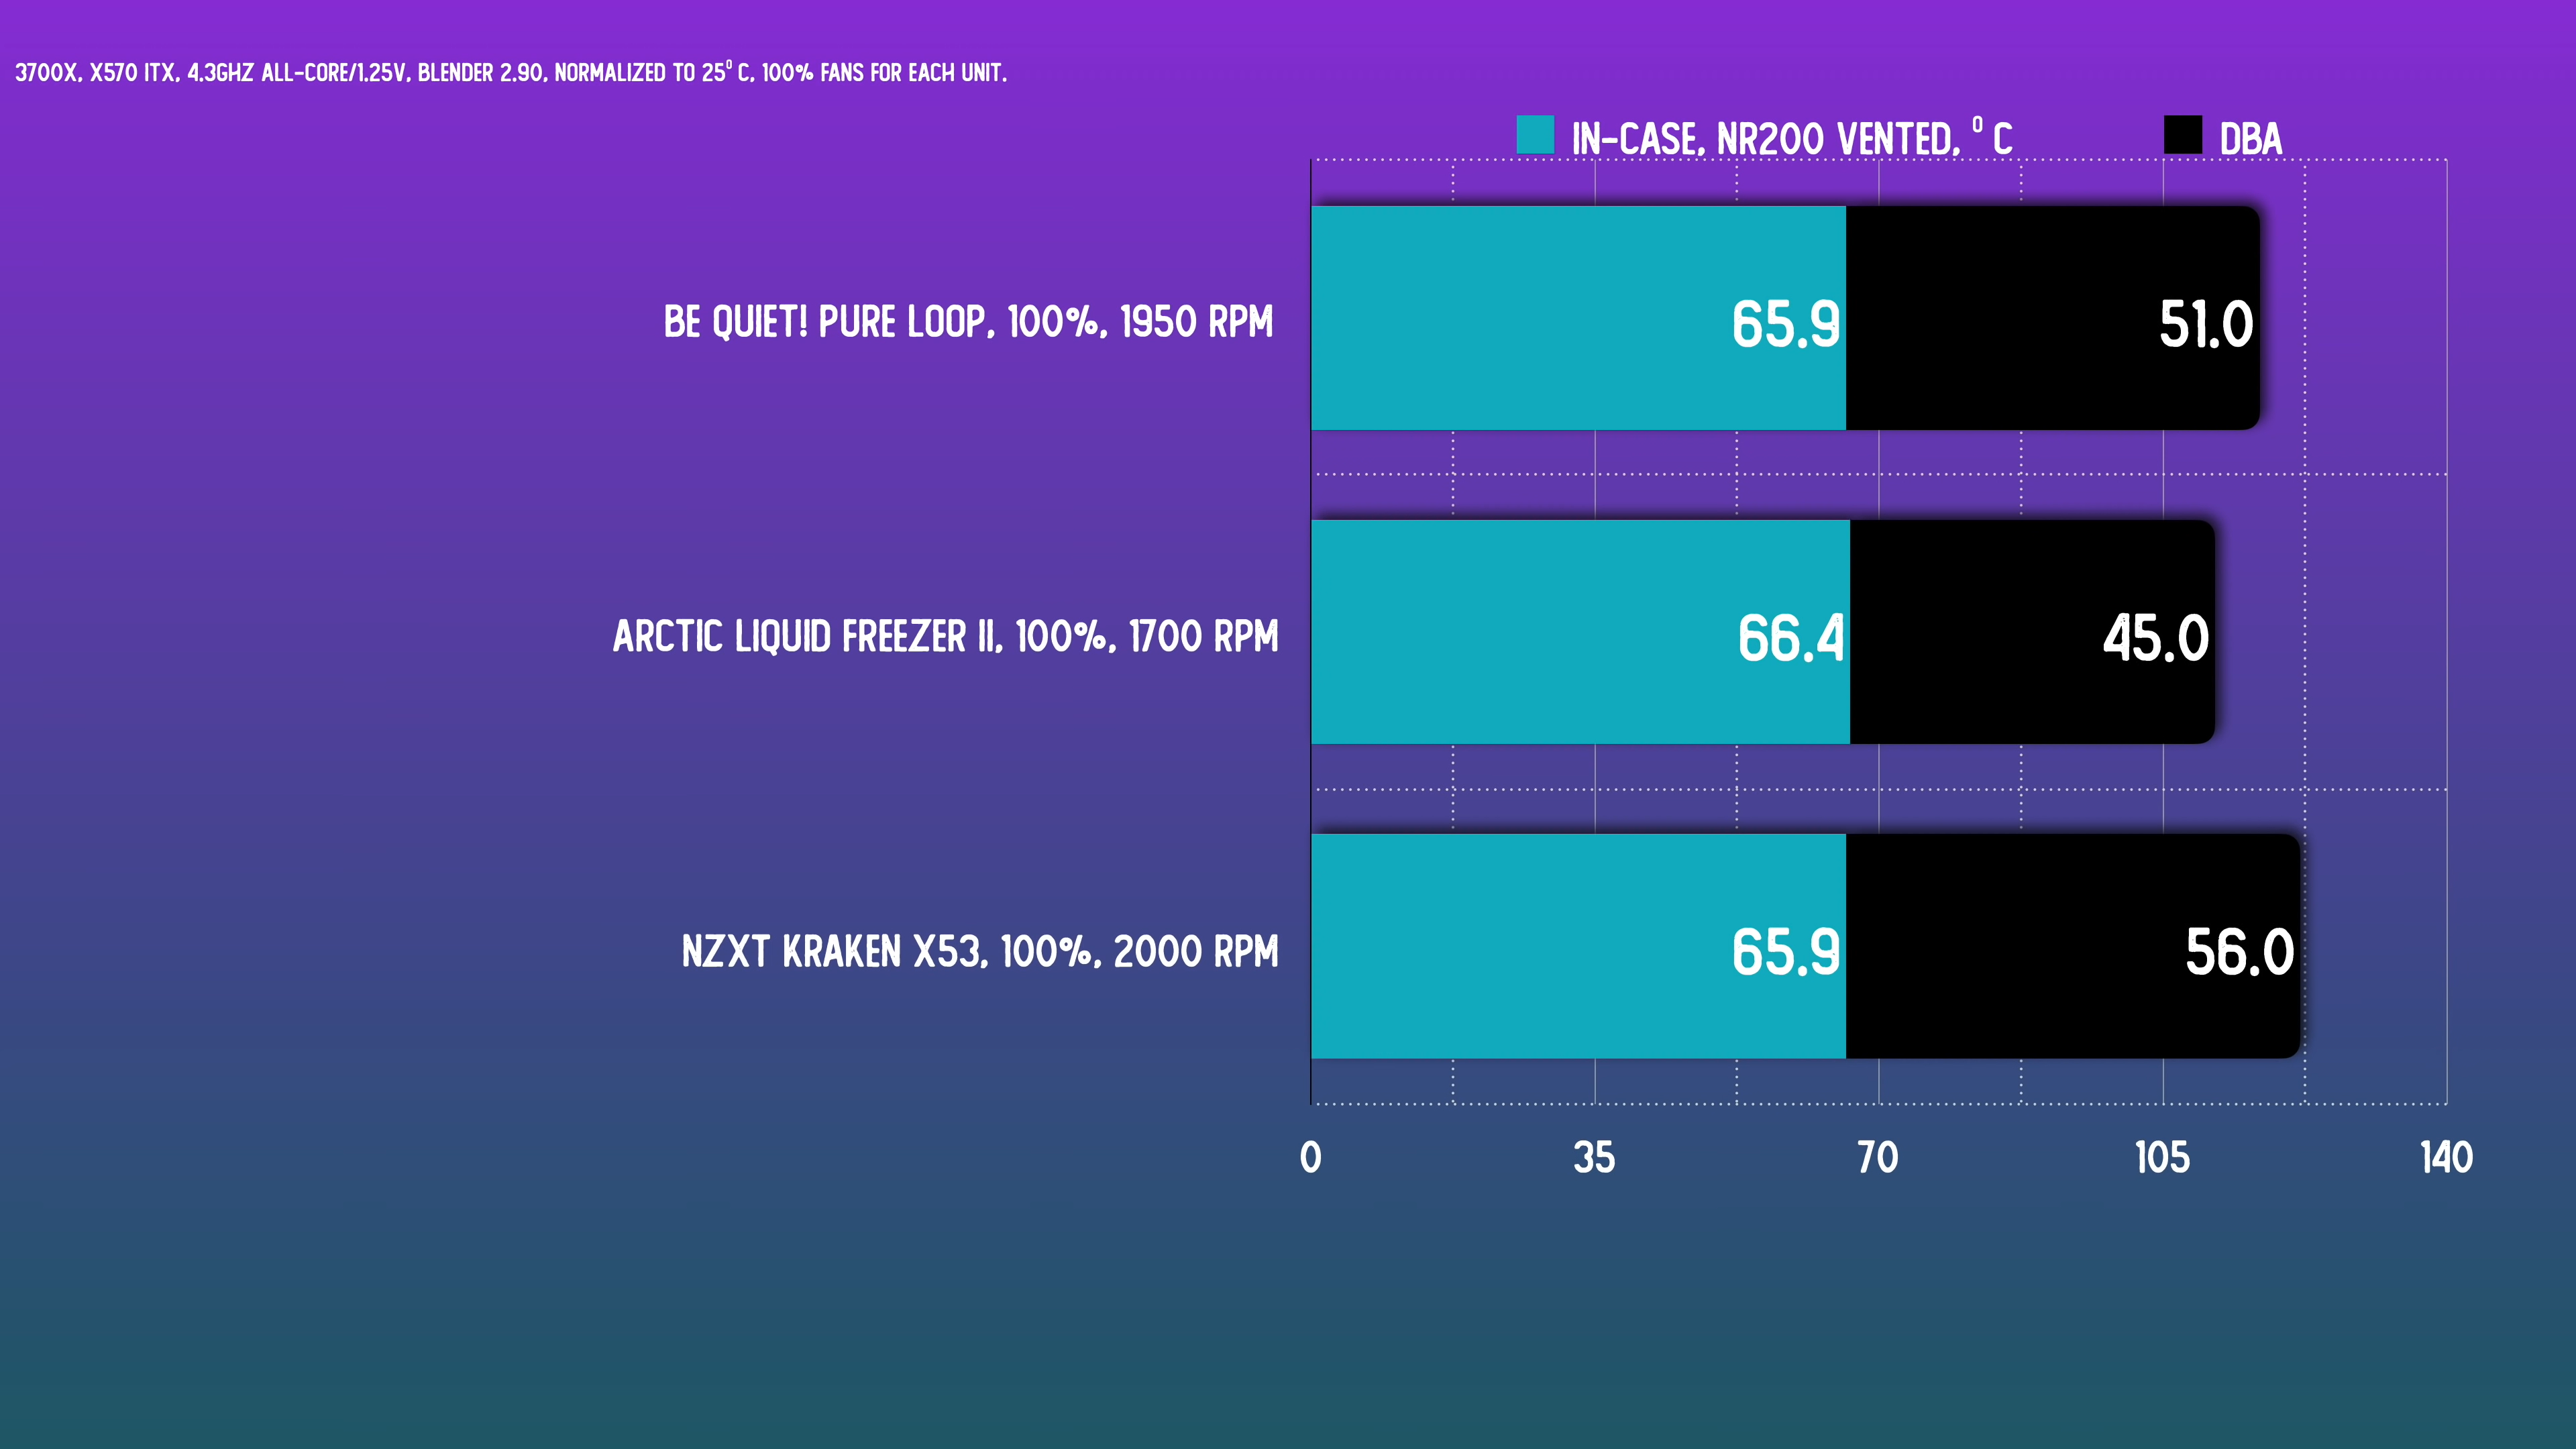 3700X, X570 ITX, 4.3GHZ ALL-CORE/1.25V, BLENDER 2.90, NORMALIZED TO 25° C, 100% FANS FOR EACH UNIT.
IN-CASE, NR200 VENTED, ° C DBA
BE QUIET! PURE LOOP, 100%, 1950 RPM 65.9 51.0
ARCTIC LIQUID FREEZER II, 100%, 1700 RPM 66.4 45.0
NZXT KRAKEN X53, 100%, 2000 RPM 65.9 56.0
0 35 70 105 140